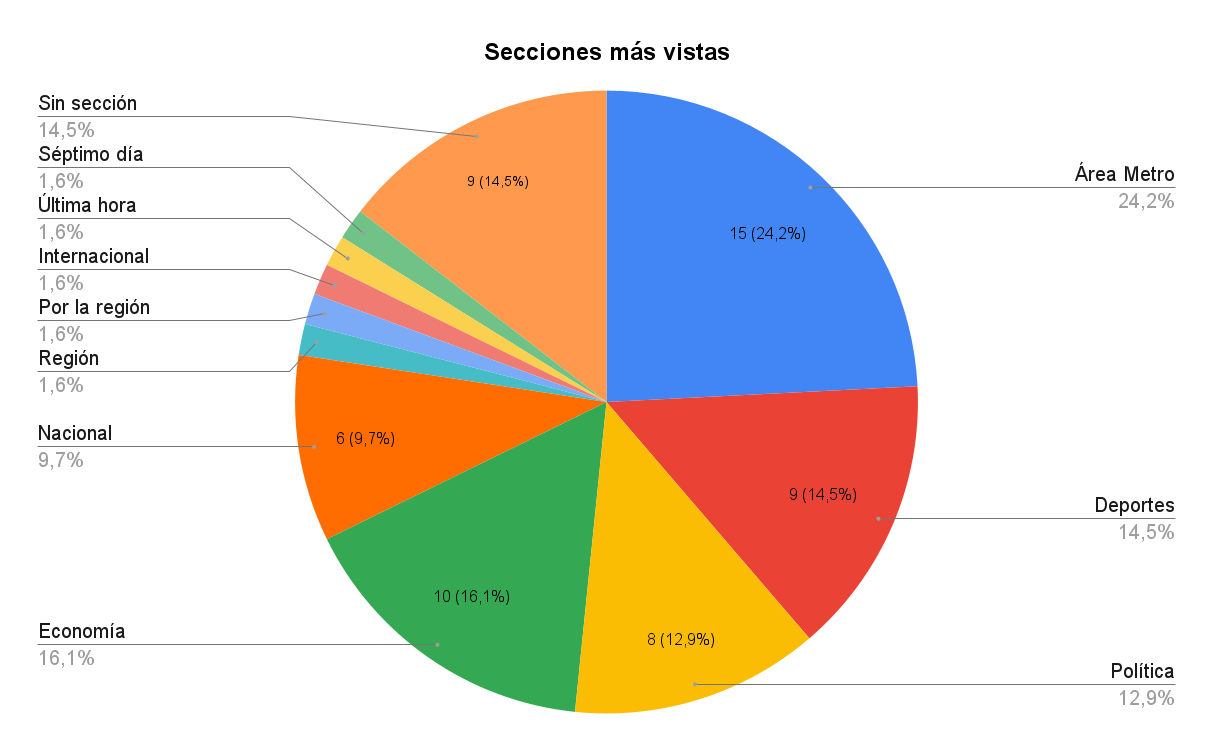 Secciones más vistas
Sin sección
14,5%
Séptimo día
1,6%
Última hora
1,6%
Internacional
1,6%
Por la región
1,6%
Región
1,6%
Nacional
9,7%
Economía
16,1%
9 (14,5%)
15 (24,2%)
6 (9,7%)
9 (14,5%)
10 (16,1%)
8 (12,9%)
Área Metro
24,2%
Deportes
14,5%
Política
12,9%